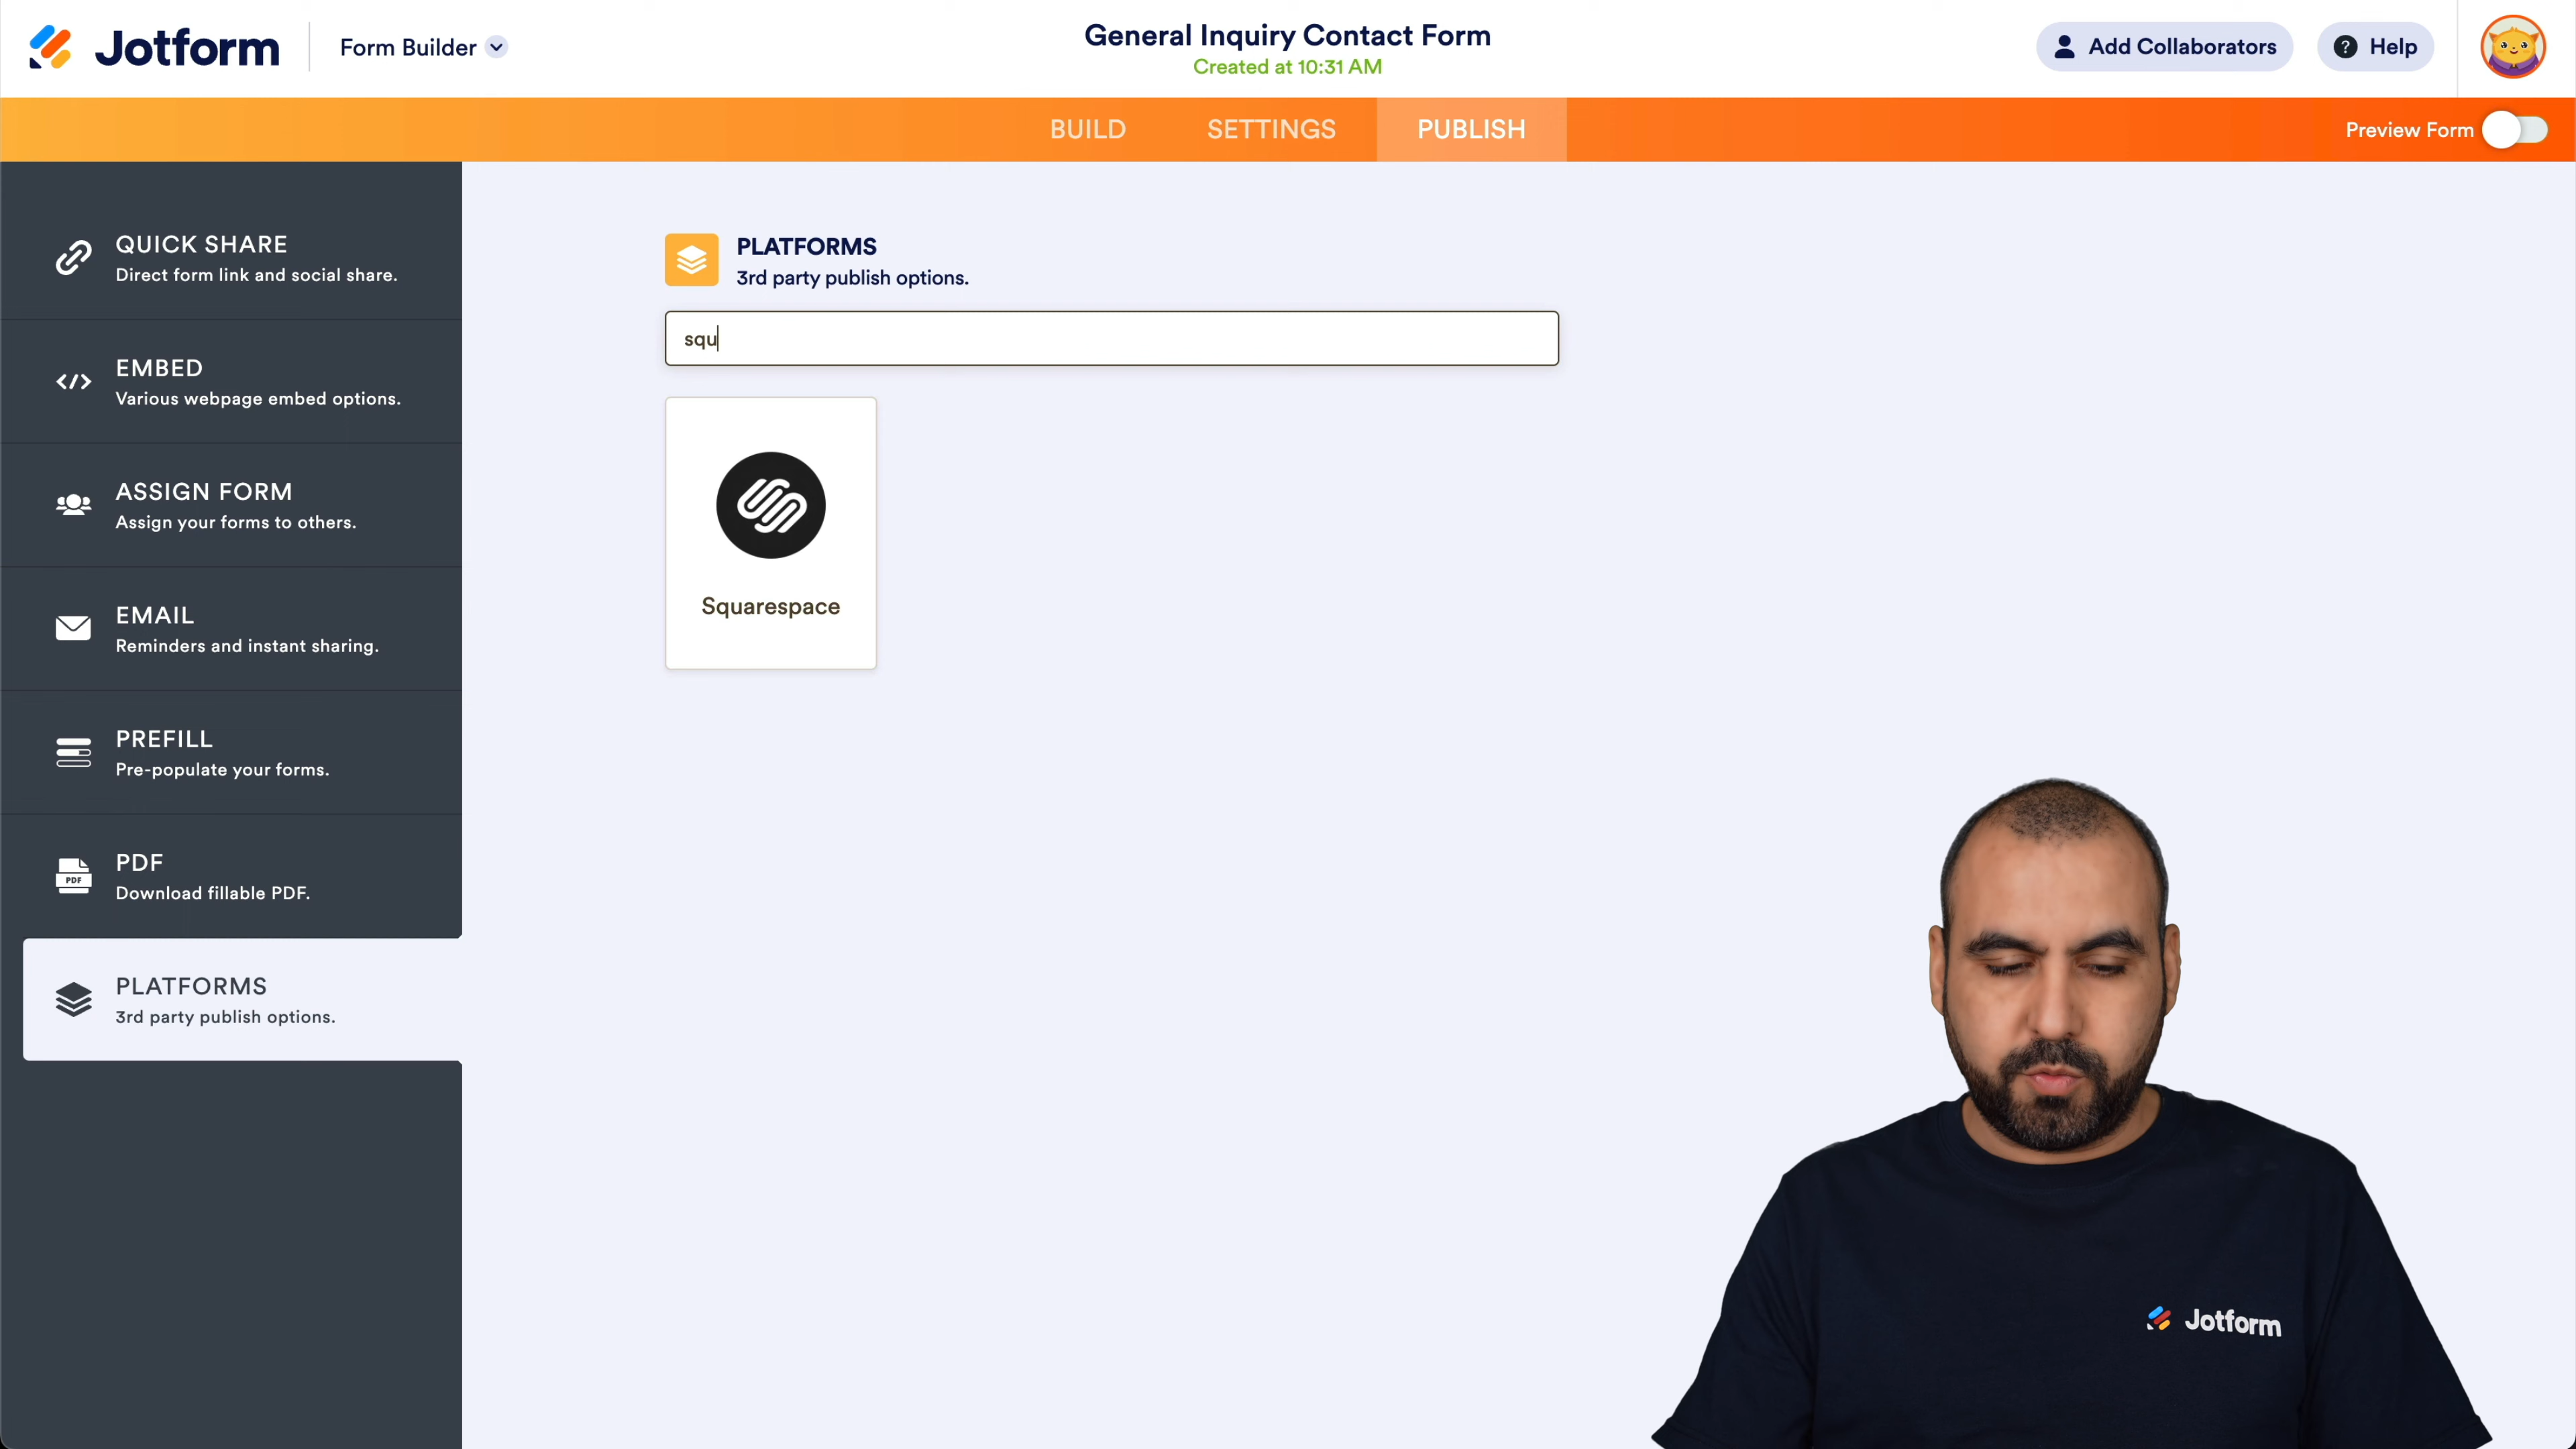 Jotform
Form Builder
General Inquiry Contact Form
Created at 10:31 AM
Add Collaborators
? Help
BUILD
SETTINGS
PUBLISH
Preview Form
QUICK SHARE
Direct form link and social share.
</> EMBED
Various webpage embed options.
ASSIGN FORM
Assign your forms to others.
EMAIL
Reminders and instant sharing.
PREFILL
Pre-populate your forms.
PDF
PDF
Download fillable PDF.
PLATFORMS
3rd party publish options.
PLATFORMS
3rd party publish options.
squ
Squarespace
Jotform